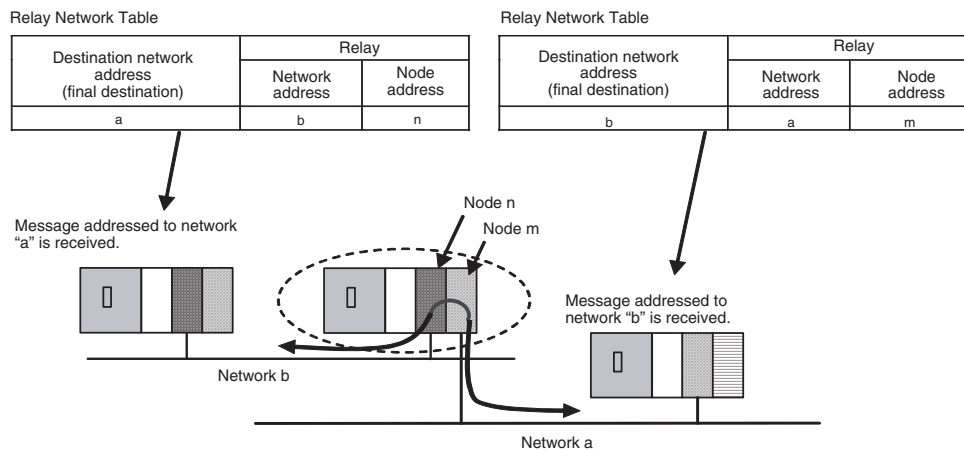 Relay Network Table
Destination network
address
(final destination)
Relay
Network
address
Node
address
a
b
n
Relay Network Table
Destination network
address
(final destination)
Relay
Network
address
Node
address
b
a
m
Message addressed to network
“a” is received.
Node n
Node m
Message addressed to
network “b” is received.
Network b
Network a